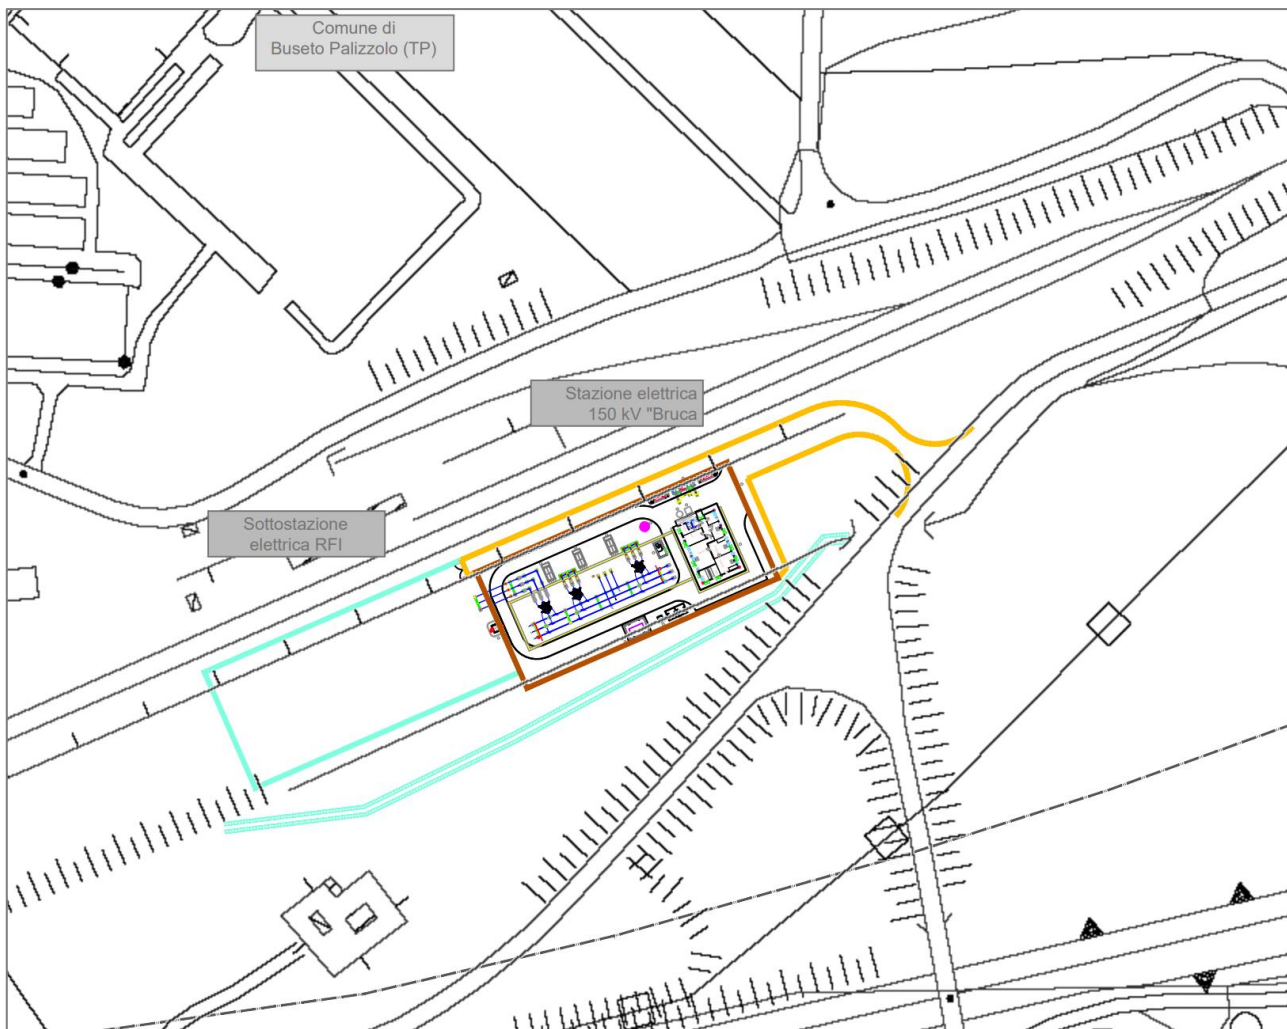 Comune di
Buseto Palizzolo (TP)
Stazione elettrica
150 kV "Bruca
Sottostazione
elettrica RFI